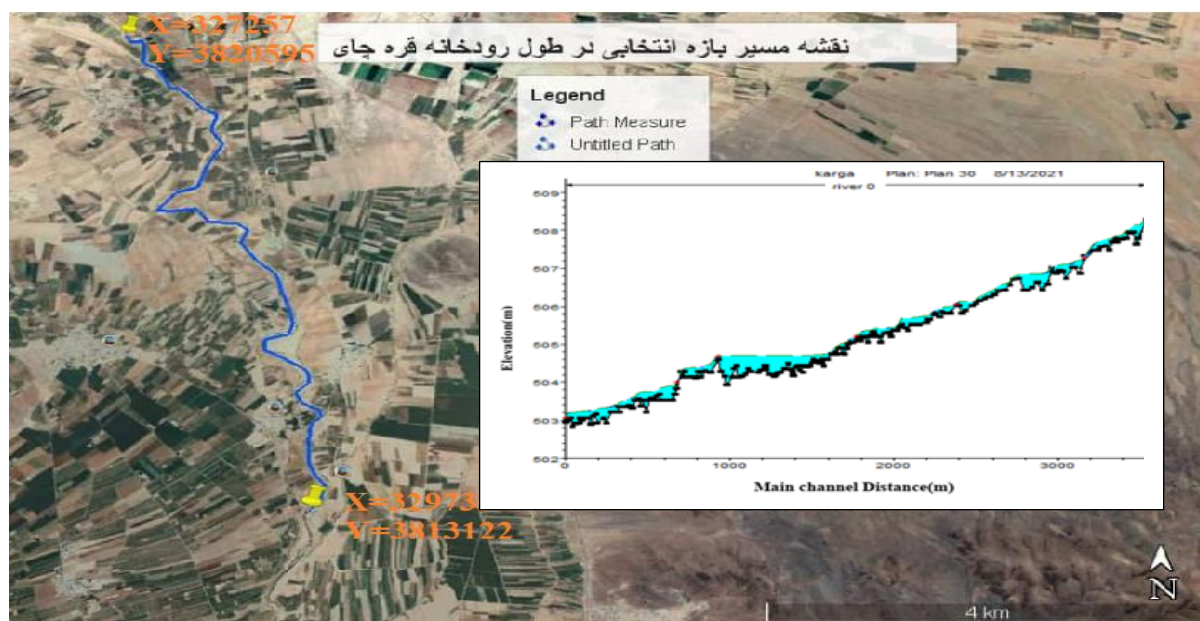 X=327257
Y=3820595
نقشه مسیر بازه انتخابی در طول رودخانه قره چای
Legend
Path Measure
Untitled Path
karga Plan: Plan 30 8/13/2021
river 0
509
508
507
506
505
504
503
502
Elevation(m)
0 1000 2000 3000
Main channel Distance(m)
X=32973
Y=3813122
4 km
N